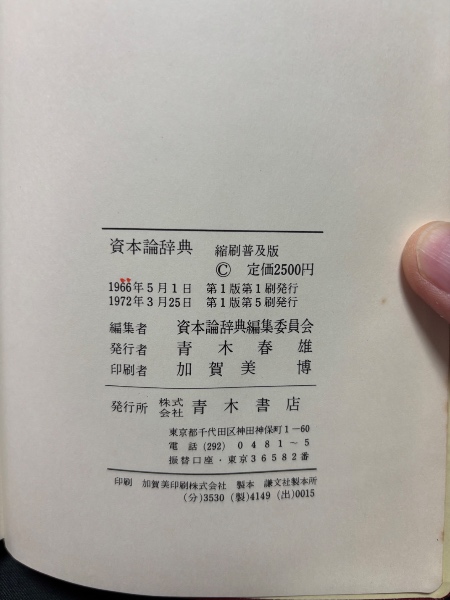 資本論辞典 縮刷普及版
© 定価2500円
1966年5月1日 第1版第1刷発行
1972年3月25日 第1版第5刷発行
編集者 資本論辞典編集委員会
発行者 青木春雄
印刷者 加賀美博
発行所 株式会社 青木書店
東京都千代田区神田神保町1−60
電話 (292) 0481〜5
振替口座・東京36582番
印刷 加賀美印刷株式会社 製本 謙文社製本所
(分)3530 (製)4149 (出)0015